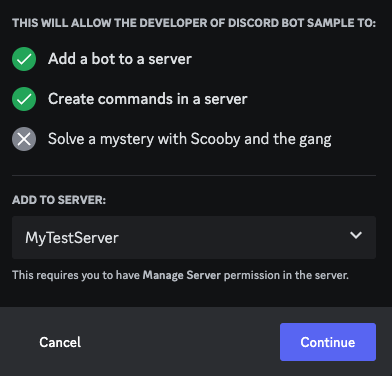 THIS WILL ALLOW THE DEVELOPER OF DISCORD BOT SAMPLE TO:
Add a bot to a server
Create commands in a server
Solve a mystery with Scooby and the gang
ADD TO SERVER:
MyTestServer
This requires you to have Manage Server permission in the server.
Cancel
Continue